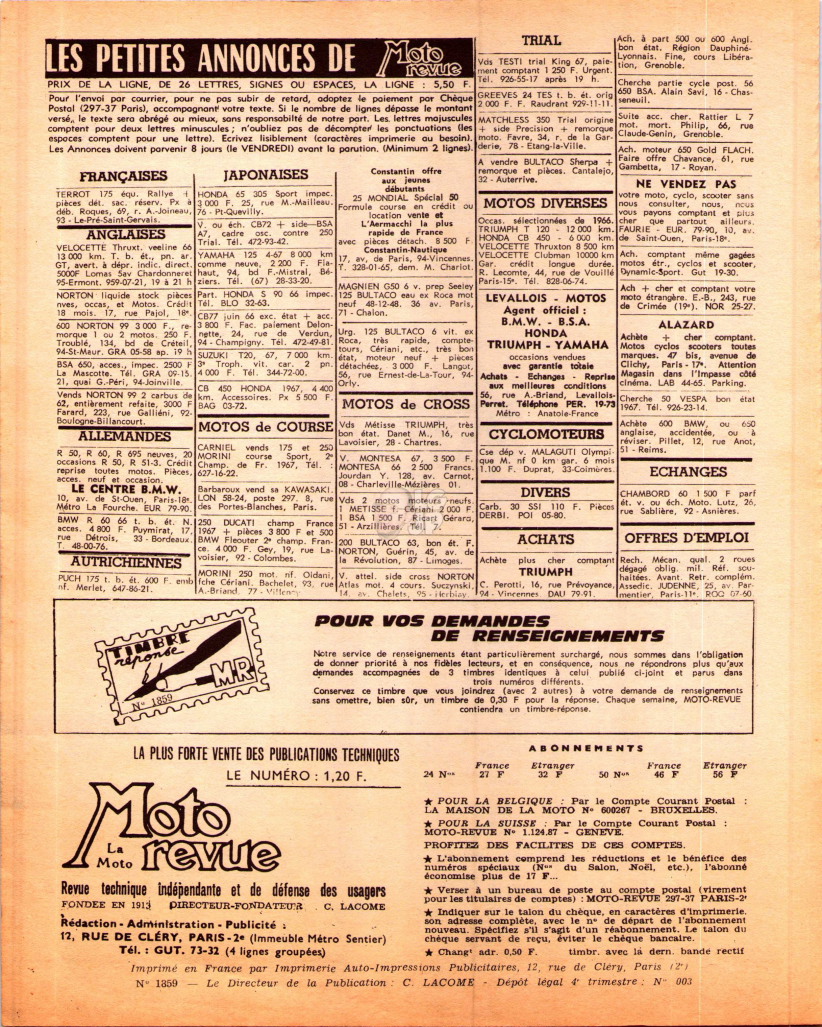 LES PETITES ANNONCES DE Moto revue
PRIX DE LA LIGNE, DE 26 LETTRES, SIGNES OU ESPACES, LA LIGNE : 5,50 F.
Pour l'envoi par courrier, pour ne pas subir de retard, adoptez le paiement par Chèque
Postal (297-37 Paris), accompagnant votre texte. Si le nombre de lignes dépasse le montant
versé, le texte sera abrégé au mieux, sans responsabilité de notre part. Les lettres majuscules
comptent pour deux lettres minuscules ; n'oubliez pas de décompter les ponctuations (les
espaces comptent pour une lettre). Ecrivez lisiblement (caractères imprimerie au besoin).
Les Annonces doivent parvenir 8 jours (le VENDREDI) avant la parution. (Minimum 2 lignes).
FRANÇAISES
TERROT 175 équ. Rallye +
pièces dét. sac. réserv. Px à
déb. Roques, 69, r. A.-Joineau,
93 - Le-Pré-Saint-Gervais.
ANGLAISES
VELOCETTE Thruxt. veeline 66
13 000 km. T. b. ét., pn. ar.
GT, avert. à dépr. indic. direct.
5000F Lomas Sav Chardonneret
95-Ermont, 959-07-21, 19 à 21 h
NORTON liquide stock pièces
nves, occas, et Motos. Crédit
18 mois. 17, rue Pajol, 18e.
600 NORTON 99 3 000 F., re-
morque 1 ou 2 motos. 250 F.
Troublé, 134, bd de Créteil,
94-St-Maur. GRA 05-58 ap. 19 h
BSA 650, acces., impec. 2500 F
La Mascotte. Tél. GRA 09-15.
21, quai G.-Péri, 94-Joinville.
Vends NORTON 99 2 carbus de
62, entièrement refaite, 3000 F
Farard, 223, rue Galliéni, 92-
Boulogne-Billancourt.
ALLEMANDES
R 50, R 60, R 695 neuves, 20
occasions R 50, R 51-3. Crédit
reprise toutes motos. Pièces,
acces. neuf et occasion.
LE CENTRE B.M.W.
10, av. de St-Ouen, Paris-18e.
Métro La Fourche. EUR 79-90.
BMW R 60 66 t. b. ét. N.
acces. 4 800 F. Puymirat, 17,
rue Détrois, 33 - Bordeaux.
T. 48-00-76.
AUTRICHIENNES
PUCH 175 t. b. ét. 600 F. emb
nf. Merlet, 647-86-21.
JAPONAISES
HONDA 65 305 Sport impec.
3 000 F. 25, rue M.-Mailleau.
76 - Pt-Quevilly.
V. ou éch. CB72 + side—BSA
A7, cadre osc. contre 250
Trial. Tél. 472-93-42.
YAMAHA 125 4-67 8 000 km
comme neuve, 2 200 F. Fla-
haut, 94, bd F.-Mistral, Bé-
ziers. Tél. (67) 28-33-20.
Part. HONDA S 90 66 impec.
Tél. BLO 32-63.
CB77 juin 66 exc. état + acc.
3 800 F. Fac. paiement Delon-
nette, 24, rue de Verdun,
94 - Champigny. Tél. 472-49-81.
SUZUKI T20, 67, 7 000 km.
3e Troph. vit. car. 2 pn.
4 000 F Tél. 344-72-00.
CB 450 HONDA 1967, 4 400
km. Accessoires. Px 5 500 F.
BAG 03-72.
MOTOS de COURSE
CARNIEL vends 175 et 250
MORINI course Sport, 2e
Champ. de Fr. 1967, Tél. :
627-16-22.
Barbaroux vend sa KAWASAKI.
LON 58-24, poste 297. 8, rue
des Portes-Blanches, Paris.
250 DUCATI champ France
1967 + pièces 3 800 F et 500
BMW Fleouter 2e champ. Fran-
ce. 4 000 F. Gey, 19, rue La-
voisier, 92 - Colombes.
MORINI 250 mot. nf. Oidani,
fche Cériani. Bachelet, 93, rue
A.-Briand, 77 -
Constantin offre
aux jeunes
débutants
25 MONDIAL Spécial 50
Formule course en crédit ou
location vente et
L'Aermacchi la plus
rapide de France
avec pièces détach. 8 500 F.
Constantin-Nautique
17, av. de Paris, 94-Vincennes.
T. 328-01-65, dem. M. Chariot.
MAGNIEN G50 6 v. prep Seeley
125 BULTACO eau ex Roca mot
neuf 48-12-48, 36 av. Paris,
71 - Chalon.
Urg. 125 BULTACO 6 vit. ex
Roca, très rapide, compte-
tours, Cériani, etc., très bon
état, moteur neuf + pièces
détachées, 3 000 F. Langot,
56, rue Ernest-de-La-Tour, 94-
Orly.
MOTOS de CROSS
Vds Métisse TRIUMPH, très
bon état. Danet M., 16, rue
Lavoisier, 28 - Chartres.
V. MONTESA 67, 3 500 F.
MONTESA 66 2 500 Francs.
Jourdan Y. 128, av. Carnot,
08 - Charleville-Mézières 01.
Vds 2 motos moteurs neufs.
1 METISSE f. Cériani 2 000 F.
1 BSA 1 500 F. Ricart Gérard,
51 - Arzillières. Tél. 7.
200 BULTACO 63, bon ét. F.
NORTON, Guérin, 45, av. de
la Révolution, 87 - Limoges.
V. attel. side cross NORTON
Atlas mot. 4 cours. Suczynski,
14, av. Chalets, 95 - Herblay.
TRIAL
Vds TESTI trial King 67, paie-
ment comptant 1 250 F. Urgent.
Tél. 926-55-17 après 19 h.
GREEVES 24 TES t. b. ét. orig
2 000 F. F. Raudrant 929-11-11.
MATCHLESS 350 Trial origine
+ side Precision + remorque
moto. Favre, 34, r. de la Gar-
derie, 78 - Etang-la-Ville.
A vendre BULTACO Sherpa +
remorque et pièces. Cantalejo,
32 - Auterrive.
MOTOS DIVERSES
Occas. sélectionnées de 1966.
TRIUMPH T 120 - 12 000 km.
HONDA CB 450 - 6 000 km.
VELOCETTE Thruxton 8 500 km
VELOCETTE Clubman 10000 km
Gar. crédit longue durée.
R. Lecomte, 44, rue de Vouillé
Paris-15e. Tél. 828-06-74.
LEVALLOIS - MOTOS
Agent officiel :
B.M.W. - B.S.A.
HONDA
TRIUMPH - YAMAHA
occasions vendues
avec garantie totale
Achats - Echanges - Reprise
aux meilleures conditions
56, rue A.-Briand, Levallois-
Perret. Téléphone PER. 19-73
Métro : Anatole-France
CYCLOMOTEURS
Cse dép v. MALAGUTI Olympi-
que M. nf 0 km gar. 6 mois
1.100 F. Duprat, 33-Coimères.
DIVERS
Carb. 30 SSI 110 F. Pièces
DERBI. POI 05-80.
ACHATS
Achète plus cher comptant
TRIUMPH
C. Perotti, 16, rue Prévoyance,
94 - Vincennes. DAU 79-91.
Ach. à part 500 ou 600 Angl.
bon état. Région Dauphiné-
Lyonnais. Fine, cours Libéra-
tion, Grenoble.
Cherche partie cycle post. 56
650 BSA. Alain Savi, 16 - Chas-
seneuil.
Suite acc. cher. Rattier L 7
mot. mort. Philip, 66, rue
Claude-Genin, Grenoble.
Ach. moteur 650 Gold FLACH.
Faire offre Chavance, 61, rue
Gambetta, 17 - Royan.
NE VENDEZ PAS
votre moto, cyclo, scooter sans
nous consulter, nous, nous
vous payons comptant et plus
cher que partout ailleurs.
FAURIE - EUR. 79-90, 10, av.
de Saint-Ouen, Paris-18e.
Ach. comptant même gagées
motos étr., cyclos et scooter,
Dynamic-Sport. Gut 19-30.
Ach + cher et comptant votre
moto étrangère. E.-B., 243, rue
de Crimée (19e). NOR 25-27.
ALAZARD
Achète + cher comptant.
Motos cyclos scooters toutes
marques. 47 bis, avenue de
Clichy, Paris - 17e. Attention
Magasin dans l'Impasse côté
cinéma. LAB 44-65. Parking.
Cherche 50 VESPA bon état
1967. Tél. 926-23-14.
Achète 600 BMW, ou 650
anglaise, accidentée, ou à
réviser. Pillet, 12, rue Anot,
51 - Reims.
ECHANGES
CHAMBORD 60 1 500 F parf
ét. v. ou éch. Moto. Lutz, 26,
rue Sablière, 92 - Asnières.
OFFRES D'EMPLOI
Rech. Mécan. qual. 2 roues
dégagé oblig. mil. Réf. sou-
haitées. Avant. Retr. complém.
Assedic. JUDENNE, 25, av. Par-
mentier, Paris-11e. ROQ 07-60.
TIMBRE
réponse
MR
N° 1859
POUR VOS DEMANDES
DE RENSEIGNEMENTS
Notre service de renseignements étant particulièrement surchargé, nous sommes dans l'obligation
de donner priorité à nos fidèles lecteurs, et en conséquence, nous ne répondrons plus qu'aux
demandes accompagnées de 3 timbres identiques à celui publié ci-joint et parus dans
trois numéros différents.
Conservez ce timbre que vous joindrez (avec 2 autres) à votre demande de renseignements
sans omettre, bien sûr, un timbre de 0,30 F pour la réponse. Chaque semaine, MOTO-REVUE
contiendra un timbre-réponse.
LA PLUS FORTE VENTE DES PUBLICATIONS TECHNIQUES
LE NUMÉRO : 1,20 F.
Moto revue
La Moto
Revue technique indépendante et de défense des usagers
FONDEE EN 1913 DIRECTEUR-FONDATEUR . C. LACOME
Rédaction - Administration - Publicité :
12, RUE DE CLÉRY, PARIS-2e (Immeuble Métro Sentier)
Tél. : GUT. 73-32 (4 lignes groupées)
ABONNEMENTS
France Etranger France Etranger
24 Nos 27 F 32 F 50 Nos 46 F 56 F
★ POUR LA BELGIQUE : Par le Compte Courant Postal :
LA MAISON DE LA MOTO N° 600267 - BRUXELLES.
★ POUR LA SUISSE : Par le Compte Courant Postal :
MOTO-REVUE N° 1.124.87 - GENEVE.
PROFITEZ DES FACILITES DE CES COMPTES.
★ L'abonnement comprend les réductions et le bénéfice des
numéros spéciaux (Nos du Salon, Noël, etc.), l'abonné
économise plus de 17 F...
★ Verser à un bureau de poste au compte postal (virement
pour les titulaires de comptes) : MOTO-REVUE 297-37 PARIS-2e
★ Indiquer sur le talon du chèque, en caractères d'imprimerie.
son adresse complète, avec le n° de départ de l'abonnement
nouveau. Spécifiez s'il s'agit d'un réabonnement. Le talon du
chèque servant de reçu, éviter le chèque bancaire.
★ Changt adr. 0,50 F. timbr. avec la dern. bande rectif
Imprimé en France par Imprimerie Auto-Impressions Publicitaires, 12, rue de Cléry, Paris (2e)
N° 1859 — Le Directeur de la Publication : C. LACOME - Dépôt légal 4e trimestre : N° 003